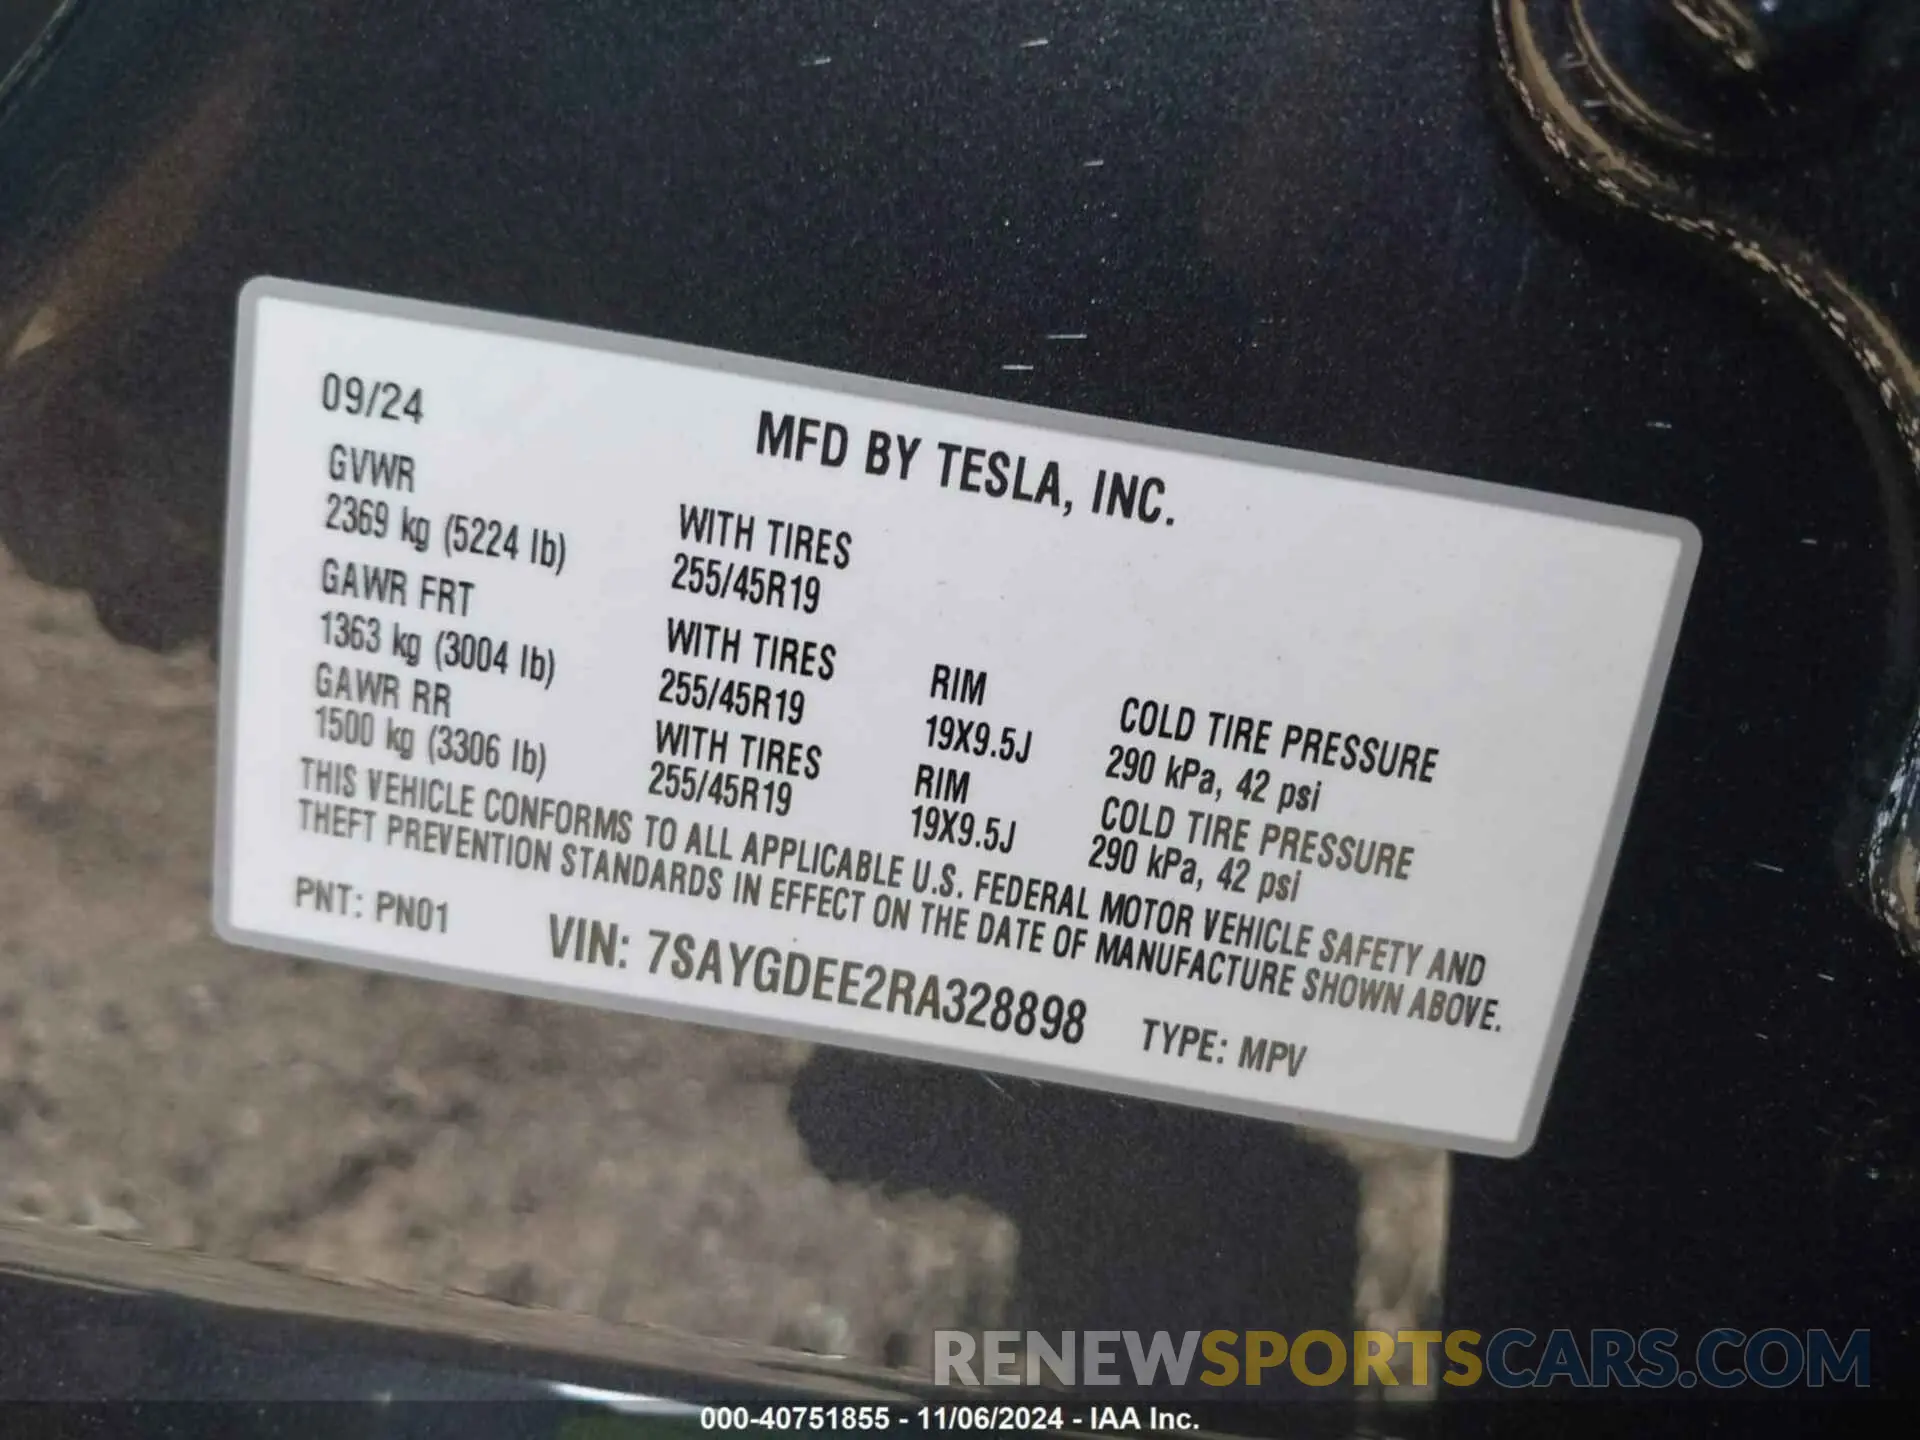 09/24
MFD BY TESLA, INC.
GVWR
2369 kg (5224 lb)
WITH TIRES
255/45R19
GAWR FRT
1363 kg (3004 lb)
WITH TIRES
255/45R19
RIM
19X9.5J
COLD TIRE PRESSURE
290 kPa, 42 psi
GAWR RR
1500 kg (3306 lb)
WITH TIRES
255/45R19
RIM
19X9.5J
COLD TIRE PRESSURE
290 kPa, 42 psi
THIS VEHICLE CONFORMS TO ALL APPLICABLE U.S. FEDERAL MOTOR VEHICLE SAFETY AND
THEFT PREVENTION STANDARDS IN EFFECT ON THE DATE OF MANUFACTURE SHOWN ABOVE.
PNT: PN01
VIN: 7SAYGDEE2RA328898
TYPE: MPV
RENEWSPORTSCARS.COM
000-40751855 - 11/06/2024 - IAA Inc.